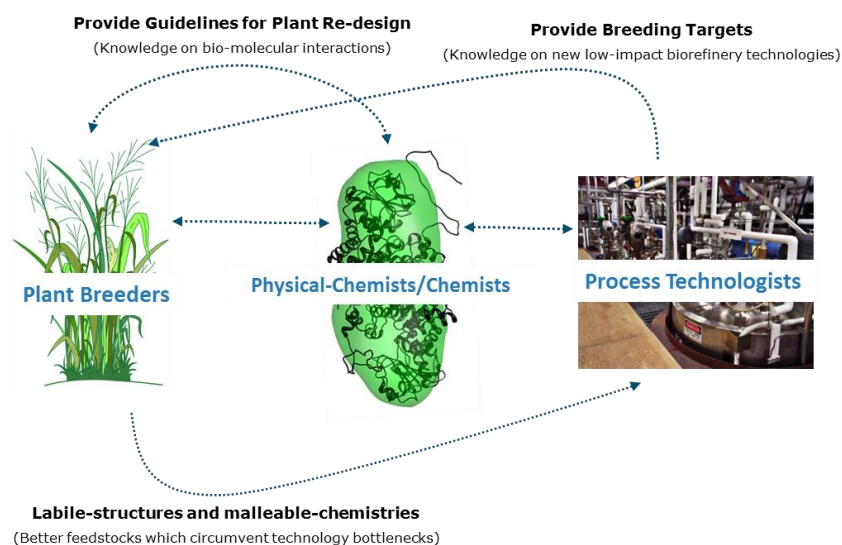 Provide Guidelines for Plant Re-design
(Knowledge on bio-molecular interactions)
Provide Breeding Targets
(Knowledge on new low-impact biorefinery technologies)
Plant Breeders
Physical-Chemists/Chemists
Process Technologists
Labile-structures and malleable-chemistries
(Better feedstocks which circumvent technology bottlenecks)